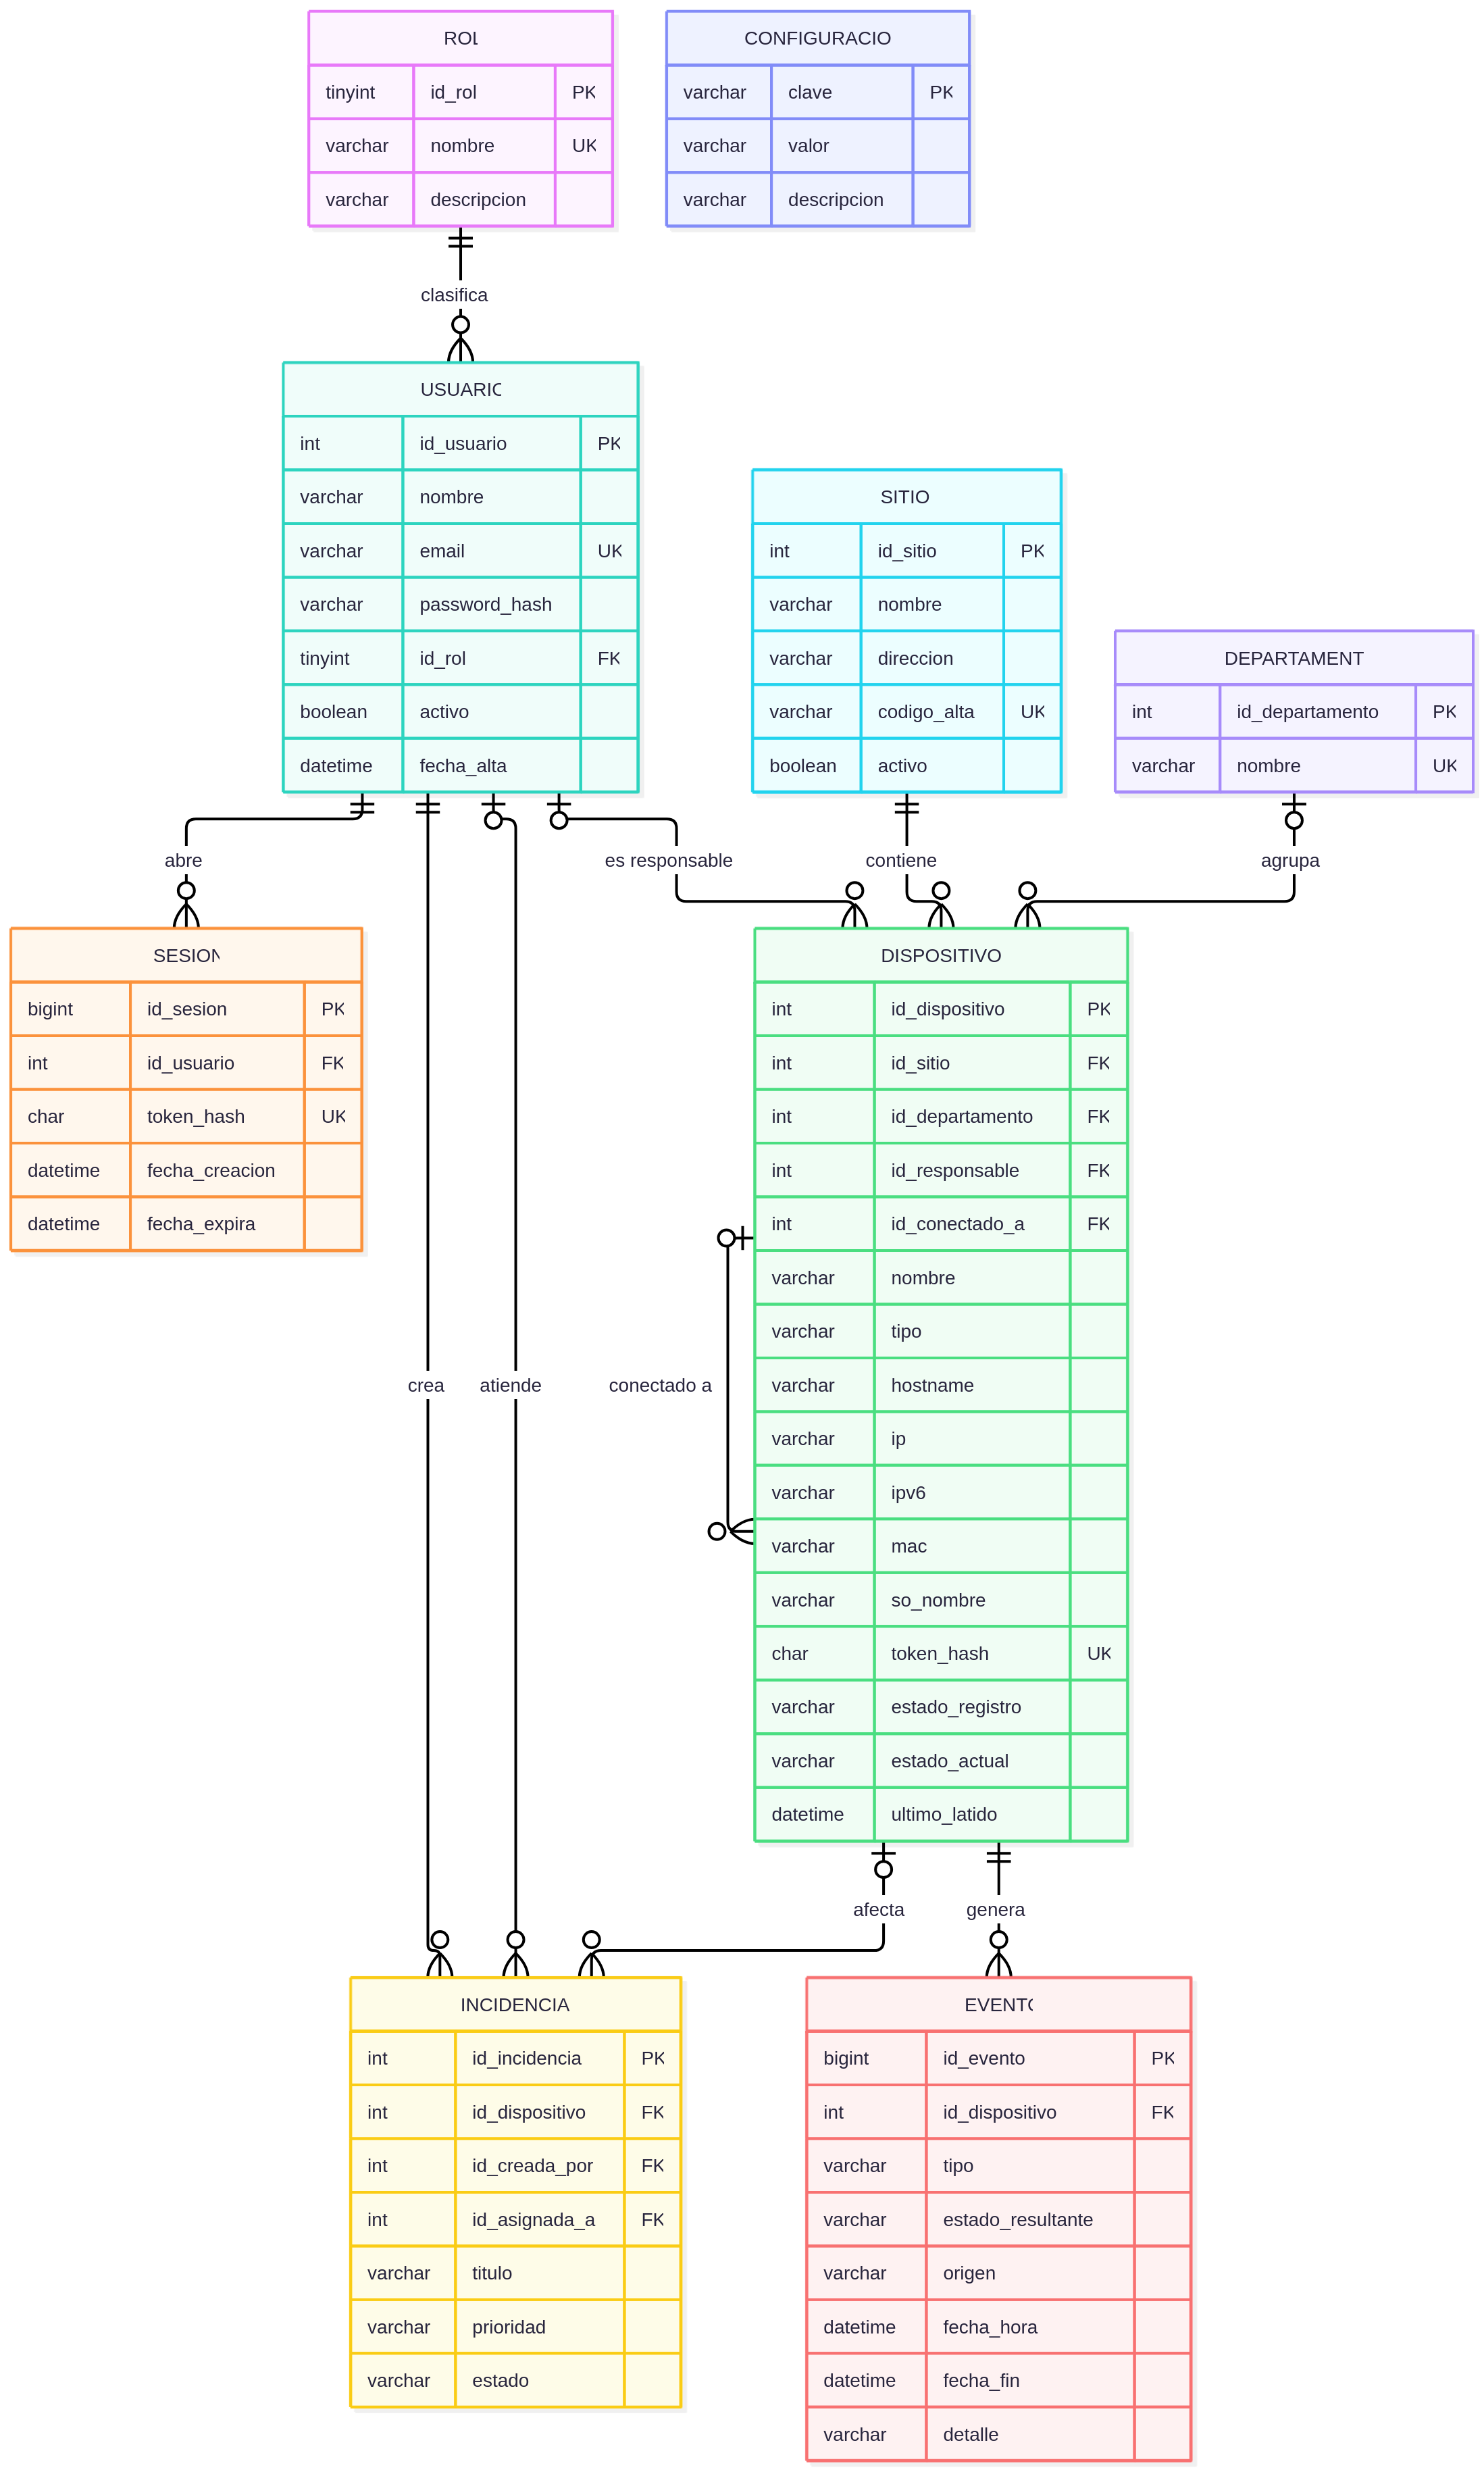 ROL
tinyint id_rol PK
varchar nombre UK
varchar descripcion
CONFIGURACIO
varchar clave PK
varchar valor
varchar descripcion
clasifica
USUARIO
int id_usuario PK
varchar nombre
varchar email UK
varchar password_hash
tinyint id_rol FK
boolean activo
datetime fecha_alta
SITIO
int id_sitio PK
varchar nombre
varchar direccion
varchar codigo_alta UK
boolean activo
DEPARTAMENT
int id_departamento PK
varchar nombre UK
abre
es responsable
contiene
agrupa
SESION
bigint id_sesion PK
int id_usuario FK
char token_hash UK
datetime fecha_creacion
datetime fecha_expira
DISPOSITIVO
int id_dispositivo PK
int id_sitio FK
int id_departamento FK
int id_responsable FK
int id_conectado_a FK
varchar nombre
varchar tipo
varchar hostname
varchar ip
varchar ipv6
varchar mac
varchar so_nombre
char token_hash UK
varchar estado_registro
varchar estado_actual
datetime ultimo_latido
crea
atiende
conectado a
afecta
genera
INCIDENCIA
int id_incidencia PK
int id_dispositivo FK
int id_creada_por FK
int id_asignada_a FK
varchar titulo
varchar prioridad
varchar estado
EVENTO
bigint id_evento PK
int id_dispositivo FK
varchar tipo
varchar estado_resultante
varchar origen
datetime fecha_hora
datetime fecha_fin
varchar detalle